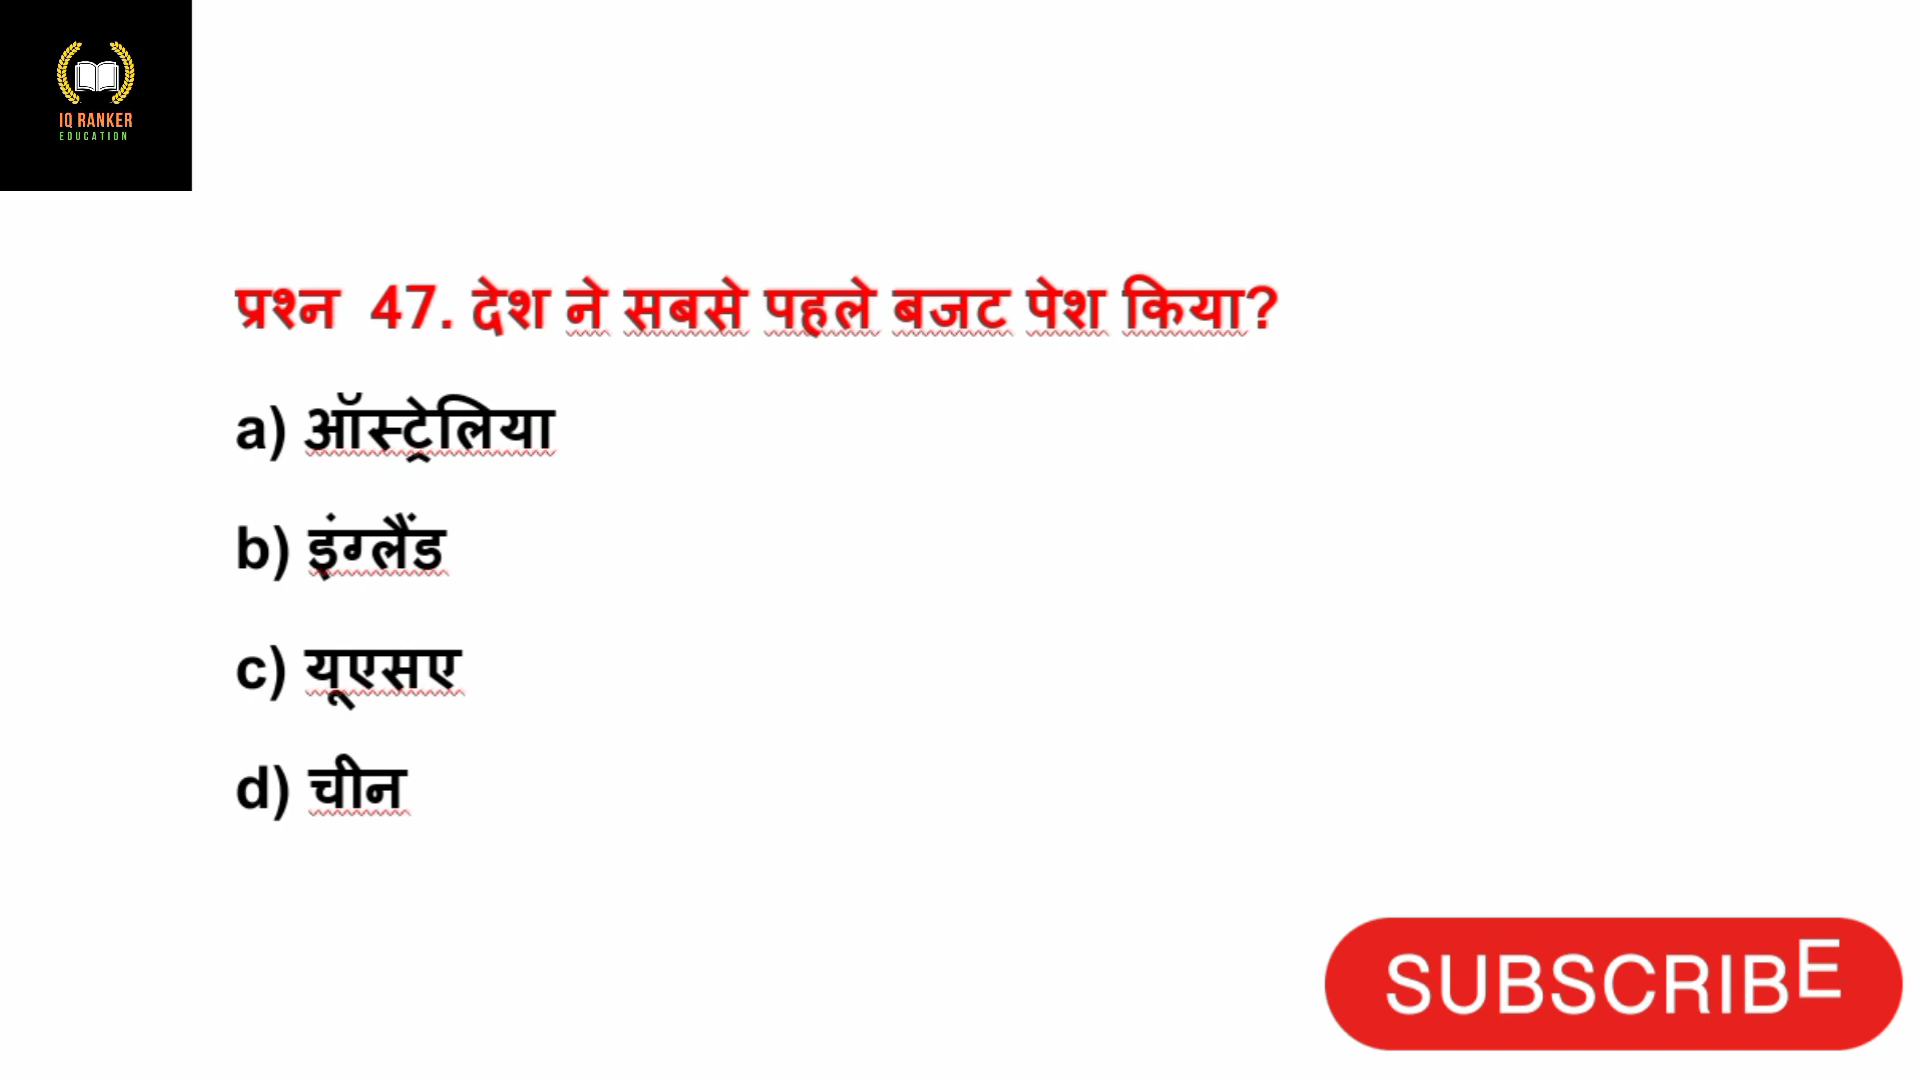 IQ RANKER
EDUCATION
प्रश्न 47. देश ने सबसे पहले बजट पेश किया?
a) ऑस्ट्रेलिया
b) इंग्लैंड
c) यूएसए
d) चीन
SUBSCRIBE